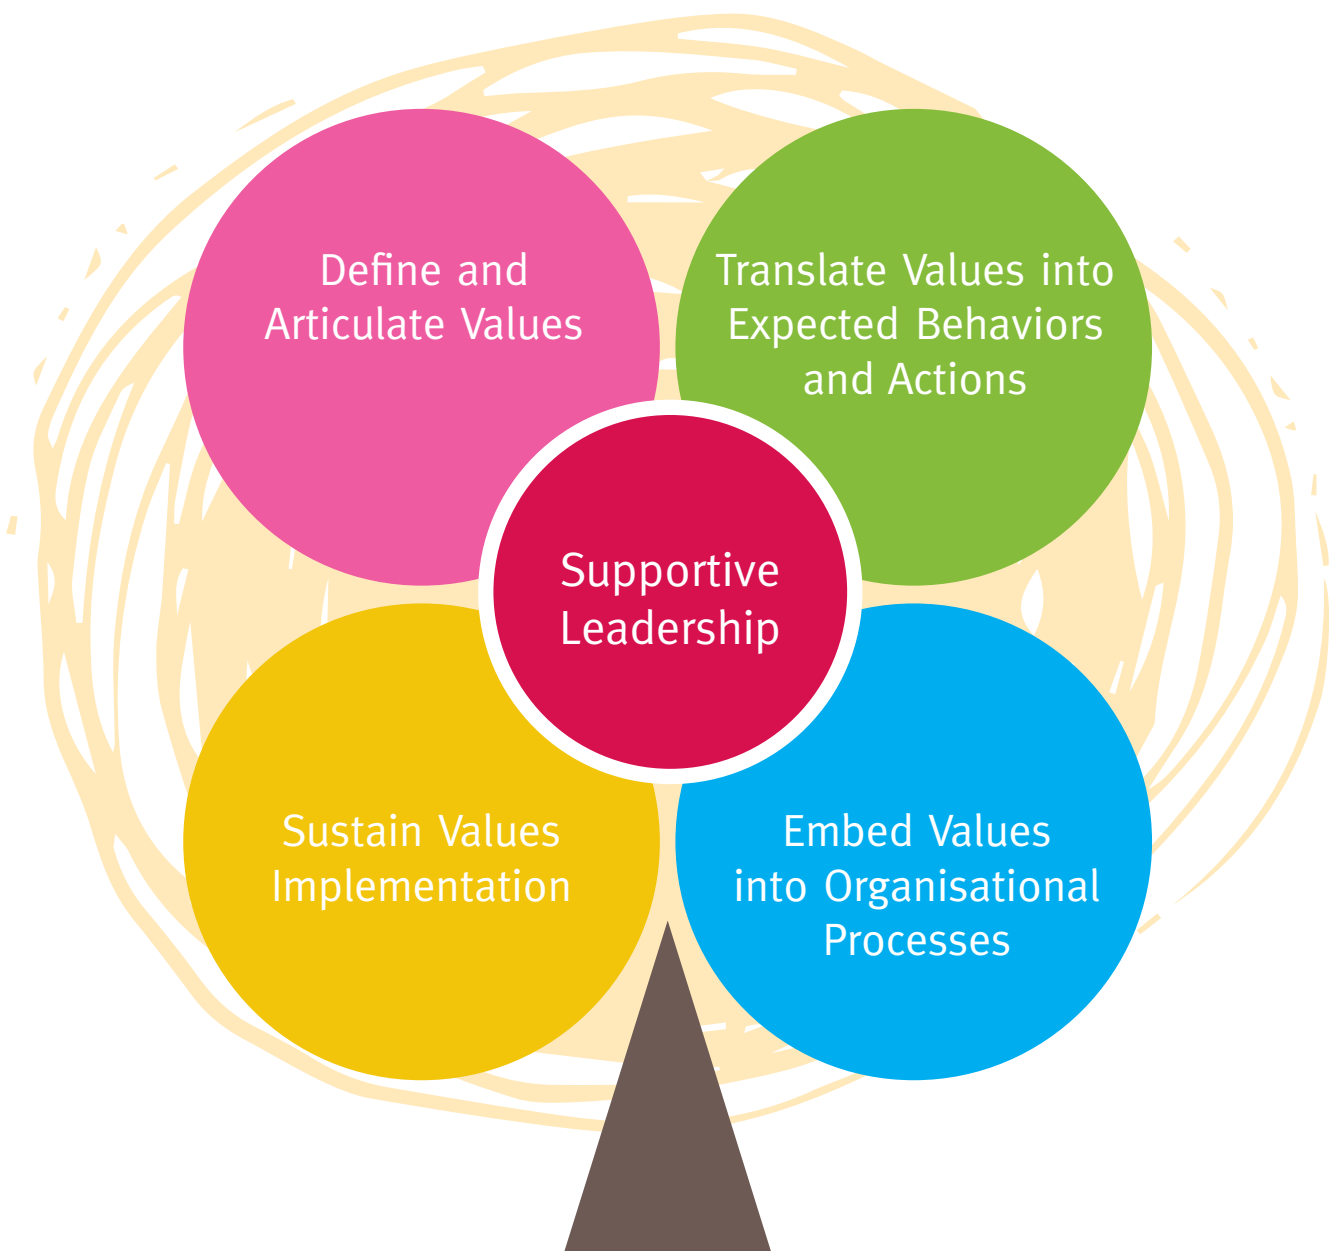 Define and
Articulate Values
Translate Values into
Expected Behaviors
and Actions
Supportive
Leadership
Sustain Values
Implementation
Embed Values
into Organisational
Processes